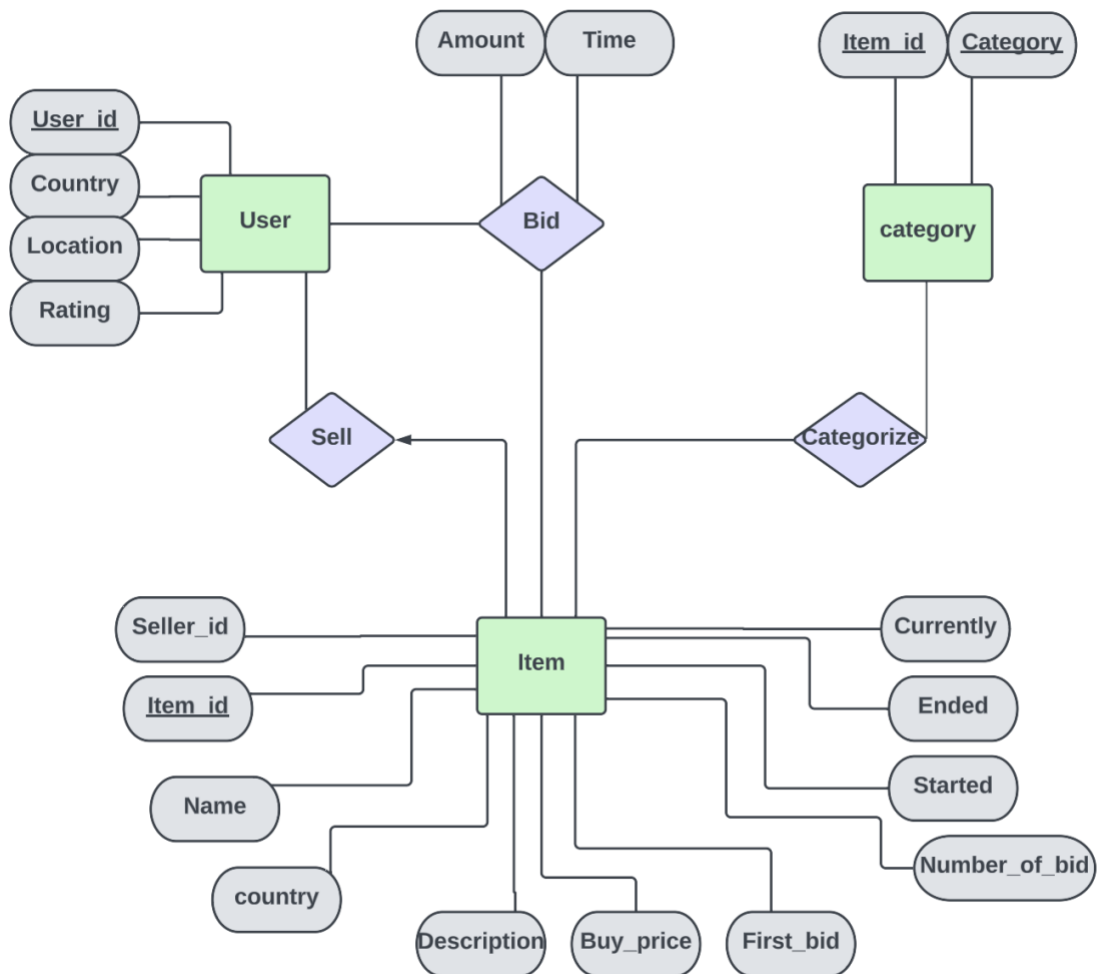 Amount
Time
Item_id
Category
User_id
Country
Location
Rating
User
Bid
category
Sell
Categorize
Seller_id
Item_id
Name
country
Item
Currently
Ended
Started
Number_of_bid
Description
Buy_price
First_bid